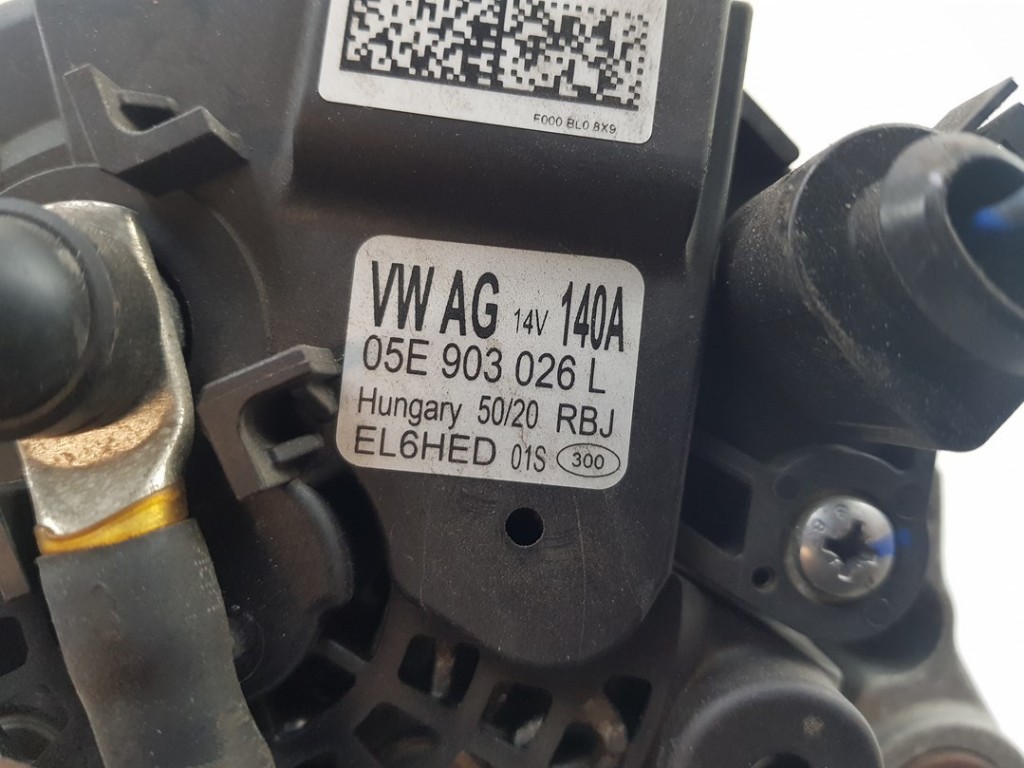 F000 BL0 8X9
VW AG 14V 140A
05E 903 026 L
Hungary 50/20 RBJ
EL6HED 01S 300